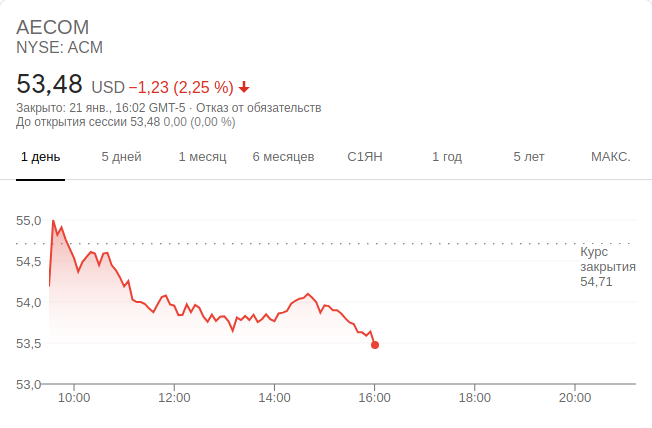 AECOM
NYSE: ACM
53,48 USD −1,23 (2,25 %)
Закрыто: 21 янв., 16:02 GMT-5 · Отказ от обязательств
До открытия сессии 53,48 0,00 (0,00 %)
1 день 5 дней 1 месяц 6 месяцев С1ЯН 1 год 5 лет МАКС.
55,0
Курс
закрытия
54,71
54,5
54,0
53,5
53,0
10:00 12:00 14:00 16:00 18:00 20:00